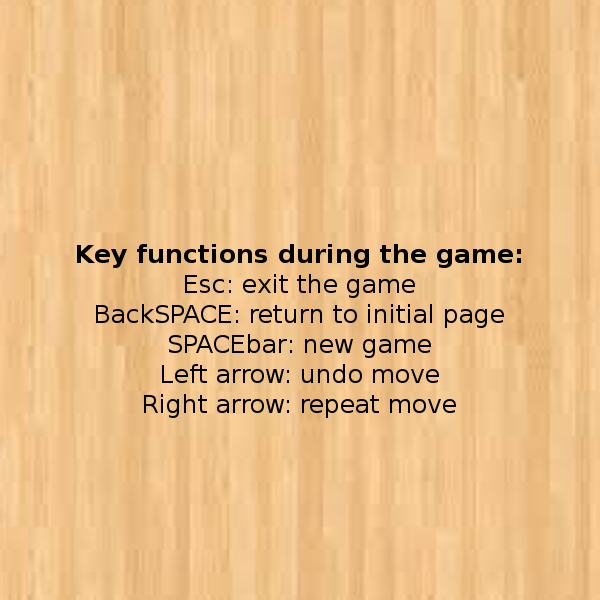 Key functions during the game:
Esc: exit the game
BackSPACE: return to initial page
SPACEbar: new game
Left arrow: undo move
Right arrow: repeat move